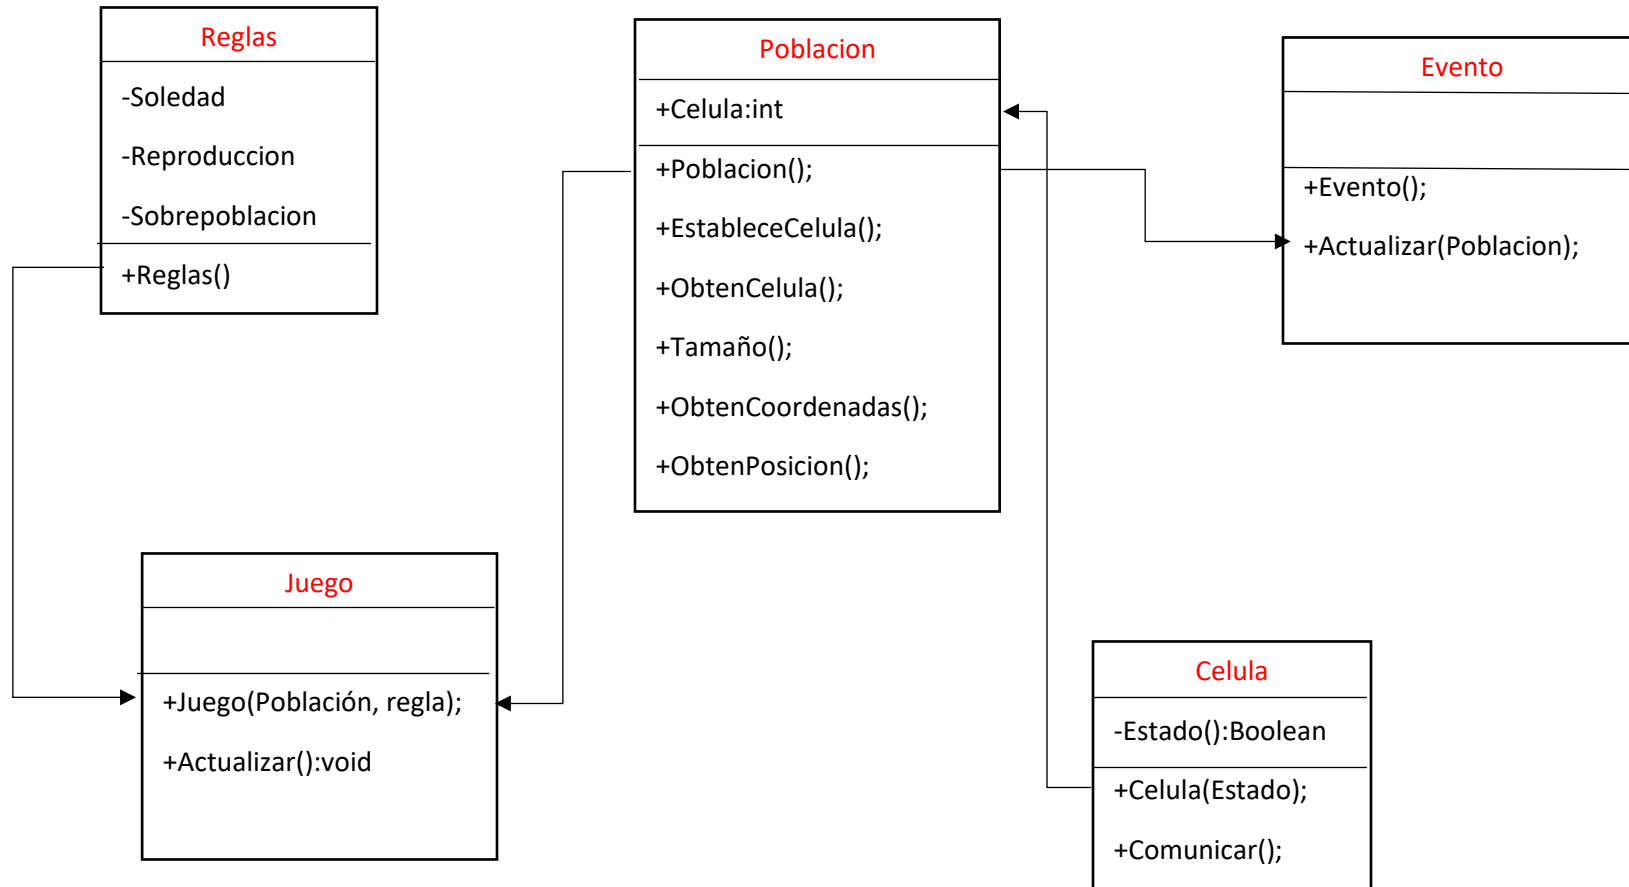 Reglas
-Soledad
-Reproduccion
-Sobrepoblacion
+Reglas()
Poblacion
+Celula:int
+Poblacion();
+EstableceCelula();
+ObtenCelula();
+Tamaño();
+ObtenCoordenadas();
+ObtenPosicion();
Evento
+Evento();
+Actualizar(Poblacion);
Juego
+Juego(Población, regla);
+Actualizar():void
Celula
-Estado():Boolean
+Celula(Estado);
+Comunicar();